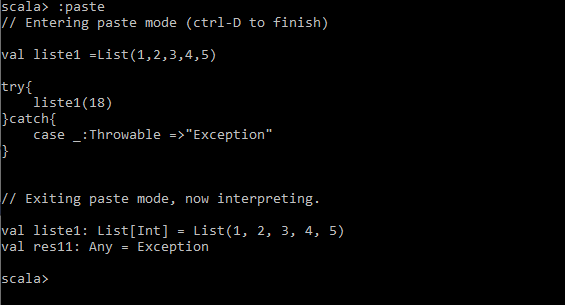 scala> :paste
// Entering paste mode (ctrl-D to finish)
val liste1 =List(1,2,3,4,5)
try{
liste1(18)
}catch{
case _:Throwable =>"Exception"
}
// Exiting paste mode, now interpreting.
val liste1: List[Int] = List(1, 2, 3, 4, 5)
val res11: Any = Exception
scala>